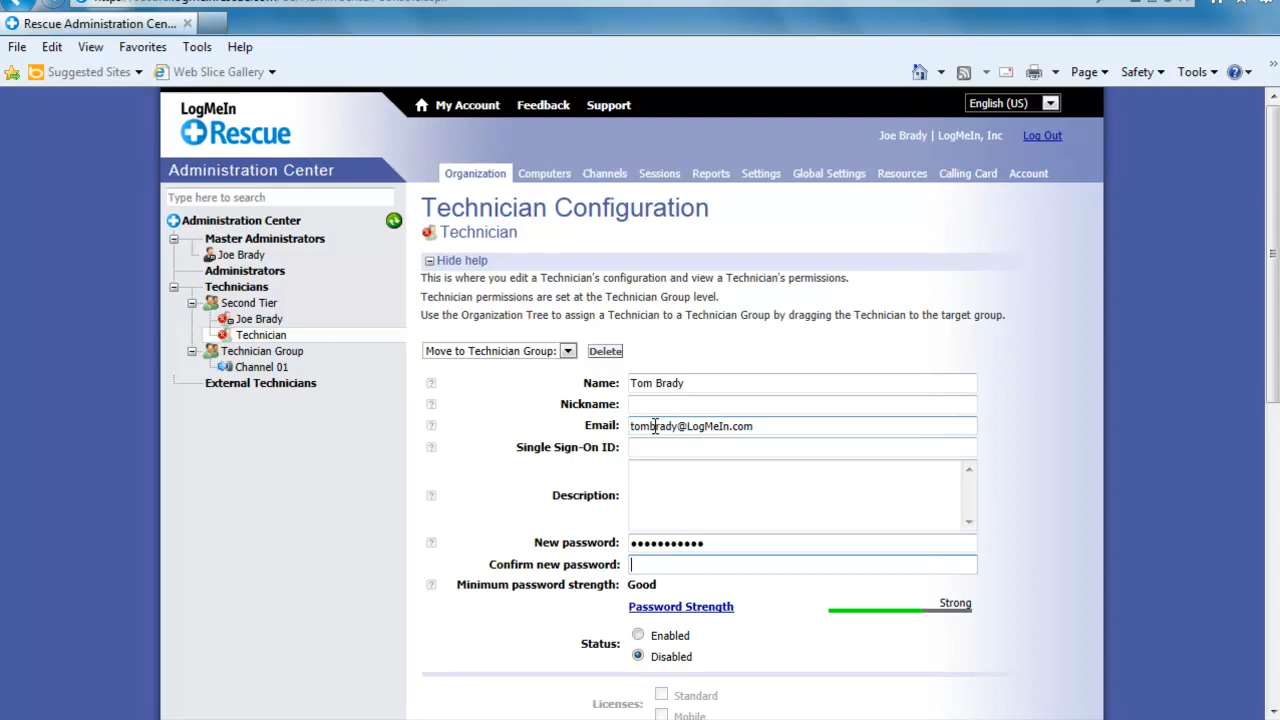 Rescue Administration Cen...
File Edit View Favorites Tools Help
Suggested Sites Web Slice Gallery Page Safety Tools
LogMeIn
Rescue
My Account Feedback Support English (US)
Joe Brady | LogMeIn, Inc Log Out
Administration Center
Organization Computers Channels Sessions Reports Settings Global Settings Resources Calling Card Account
Type here to search
Administration Center
Master Administrators
Joe Brady
Administrators
Technicians
Second Tier
Joe Brady
Technician
Technician Group
Channel 01
External Technicians
Technician Configuration
Technician
Hide help
This is where you edit a Technician's configuration and view a Technician's permissions.
Technician permissions are set at the Technician Group level.
Use the Organization Tree to assign a Technician to a Technician Group by dragging the Technician to the target group.
Move to Technician Group: Delete
? Name: Tom Brady
? Nickname:
? Email: tombrady@LogMeIn.com
? Single Sign-On ID:
? Description:
? New password: •••••••••••
Confirm new password:
? Minimum password strength: Good
Password Strength Strong
Status: Enabled
Disabled
Licenses: Standard
Mobile